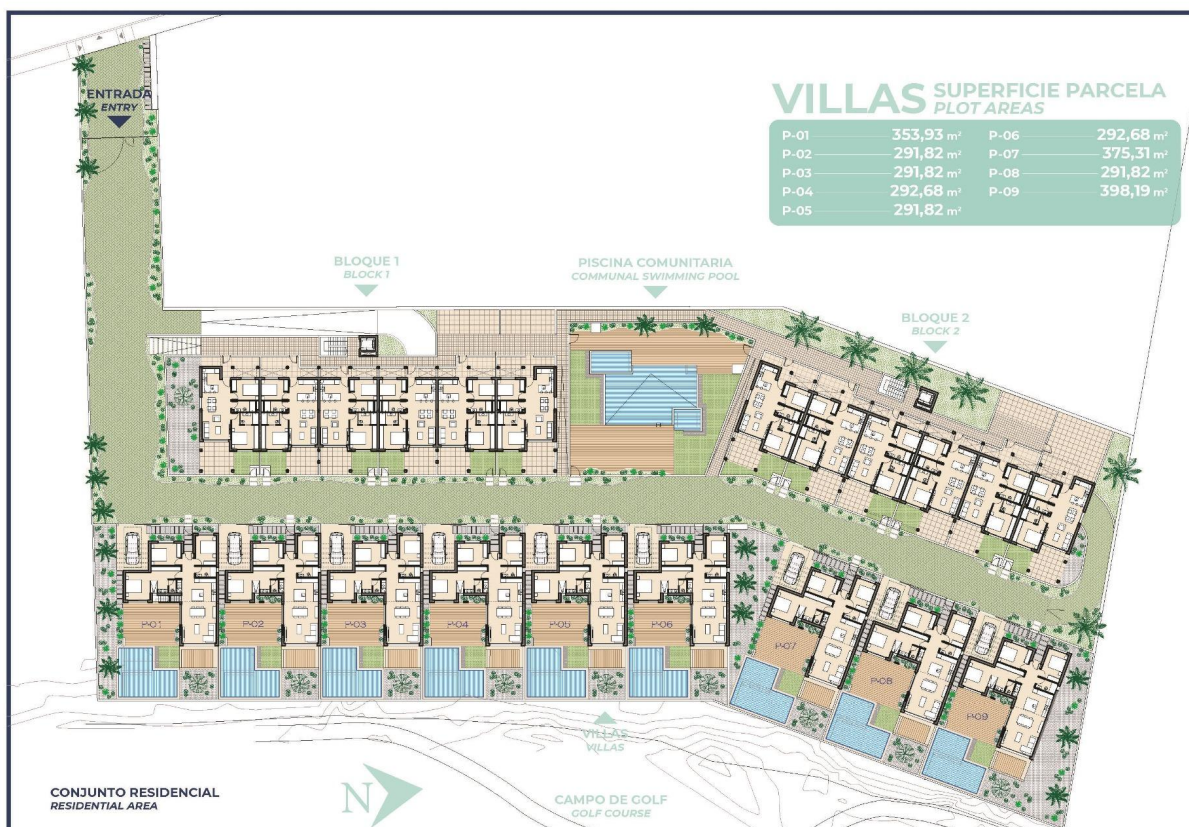 ENTRADA
ENTRY
VILLAS
SUPERFICIE PARCELA
PLOT AREAS
P-01 353,93 m²
P-02 291,82 m²
P-03 291,82 m²
P-04 292,68 m²
P-05 291,82 m²
P-06 292,68 m²
P-07 375,31 m²
P-08 291,82 m²
P-09 398,19 m²
BLOQUE 1
BLOCK 1
PISCINA COMUNITARIA
COMMUNAL SWIMMING POOL
BLOQUE 2
BLOCK 2
P-01
P-02
P-03
P-04
P-05
P-06
P-07
P-08
P-09
VILLAS
VILLAS
CONJUNTO RESIDENCIAL
RESIDENTIAL AREA
N
CAMPO DE GOLF
GOLF COURSE